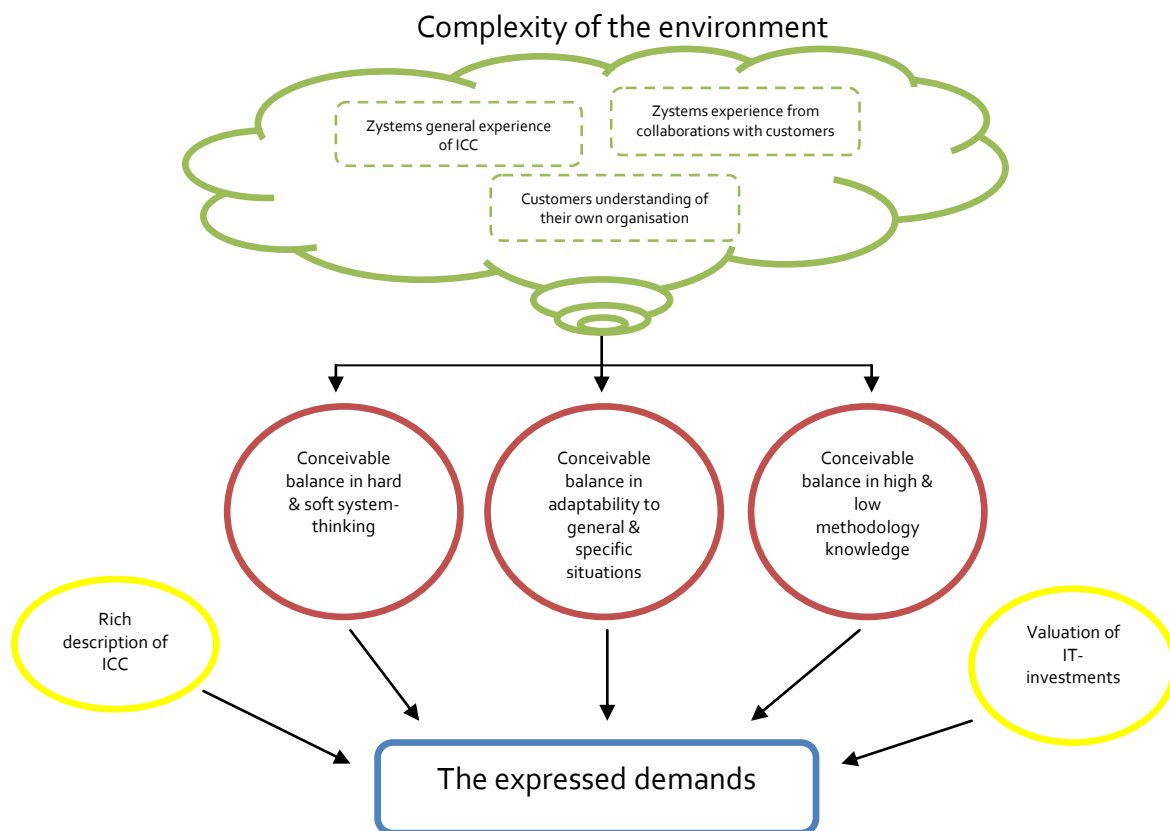 Complexity of the environment
Zystems general experience
of ICC
Zystems experience from
collaborations with customers
Customers understanding of
their own organisation
Conceivable
balance in hard
& soft system-
thinking
Conceivable
balance in
adaptability to
general &
specific
situations
Conceivable
balance in high &
low
methodology
knowledge
Rich
description of
ICC
Valuation of
IT-
investments
The expressed demands